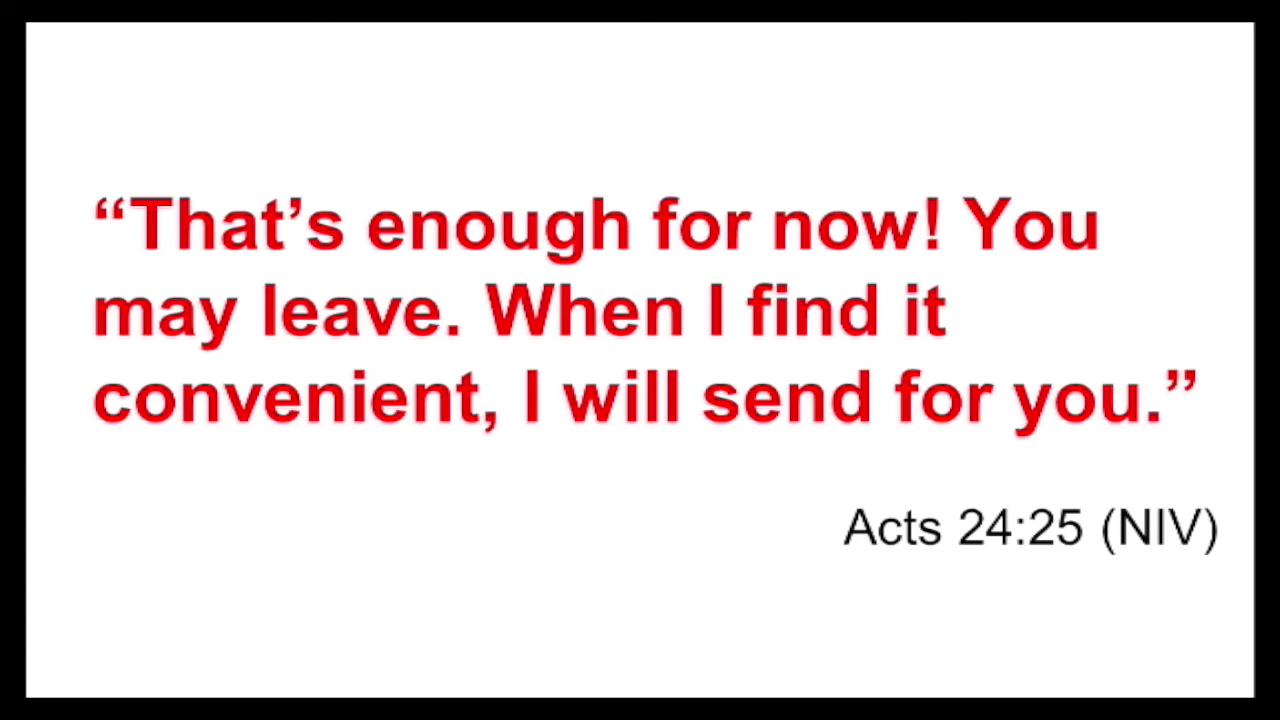 “That’s enough for now! You
may leave. When I find it
convenient, I will send for you.”
Acts 24:25 (NIV)